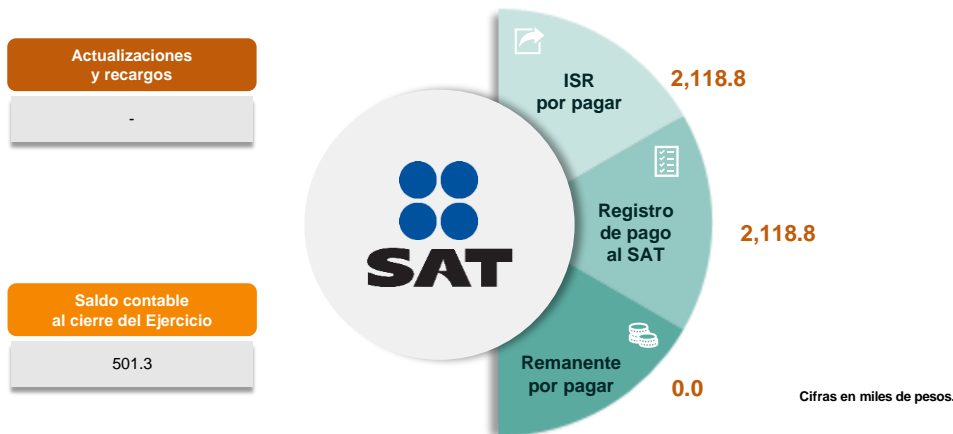 Actualizaciones
y recargos
-
Saldo contable
al cierre del Ejercicio
501.3
SAT
ISR
por pagar
2,118.8
Registro
de pago
al SAT
2,118.8
Remanente
por pagar
0.0
Cifras en miles de pesos.